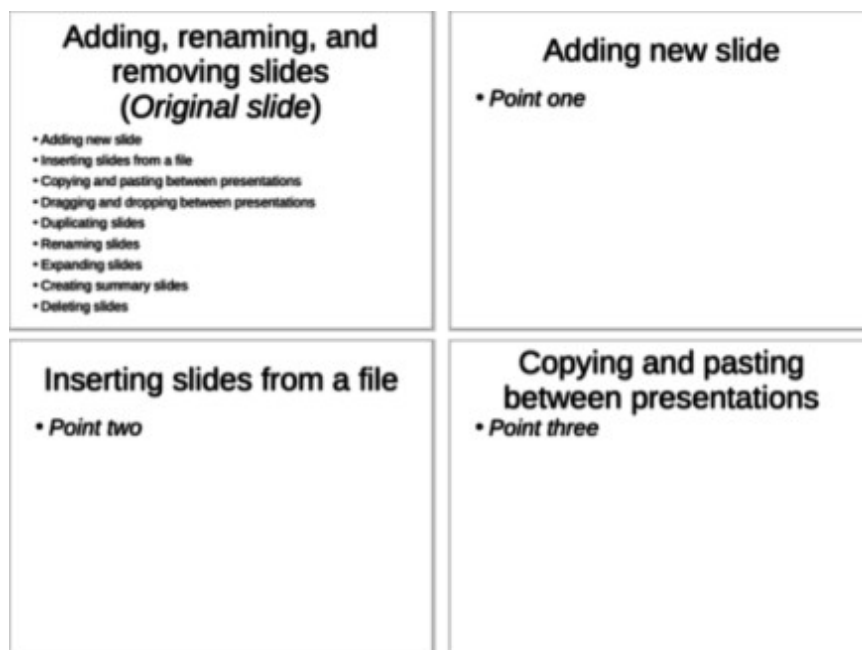 Adding, renaming, and
removing slides
(Original slide)
• Adding new slide
• Inserting slides from a file
• Copying and pasting between presentations
• Dragging and dropping between presentations
• Duplicating slides
• Renaming slides
• Expanding slides
• Creating summary slides
• Deleting slides
Adding new slide
• Point one
Inserting slides from a file
• Point two
Copying and pasting
between presentations
• Point three